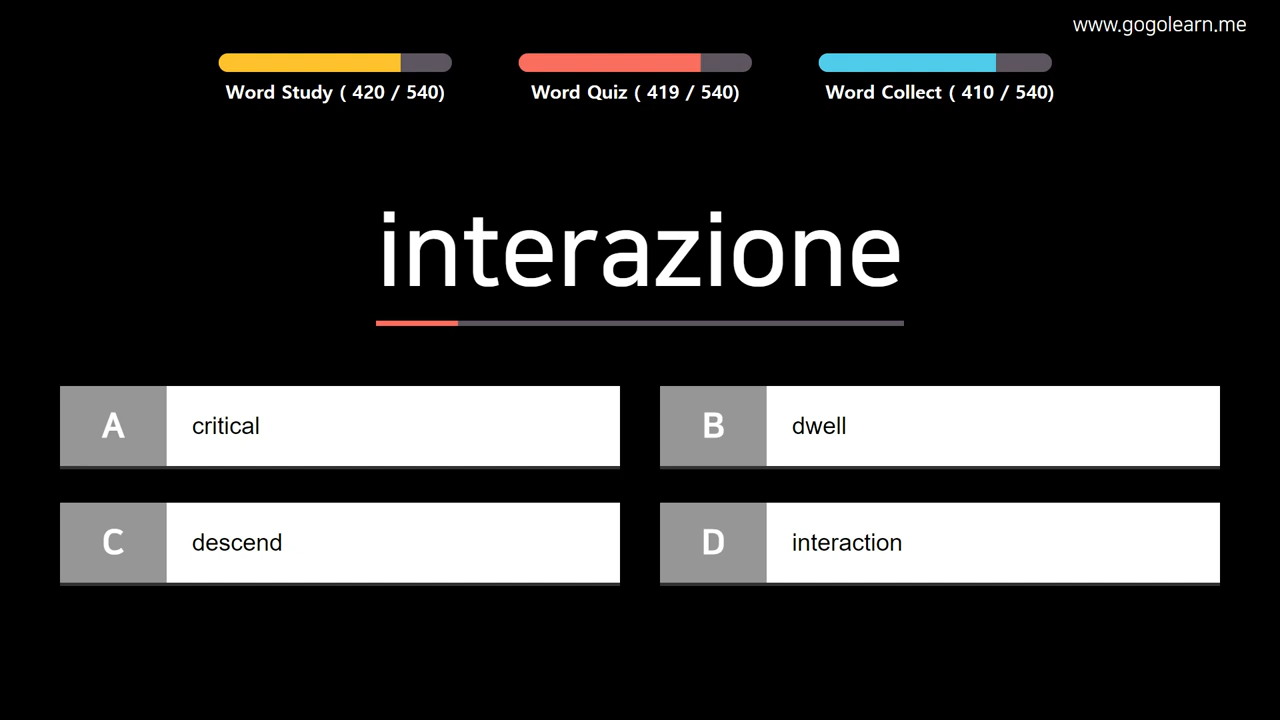 www.gogolearn.me
Word Study ( 420 / 540)
Word Quiz ( 419 / 540)
Word Collect ( 410 / 540)
interazione
A critical
B dwell
C descend
D interaction